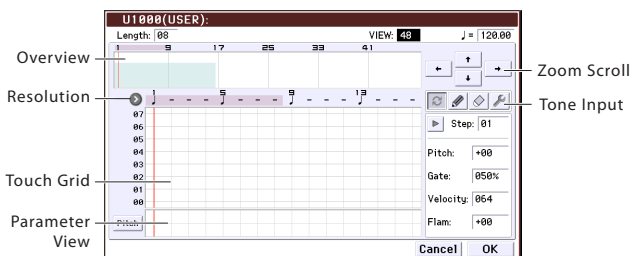 U1000(USER):
Length: 08 VIEW: 48 ♩= 120.00
1 9 17 25 33 41
Overview
Zoom Scroll
Resolution
1 5 9 13
Tone Input
07
06
05
04
03
02
01
00
Step: 01
Pitch: +00
Gate: 050%
Velocity: 064
Flam: +00
Touch Grid
Parameter
View
Pitch
Cancel OK